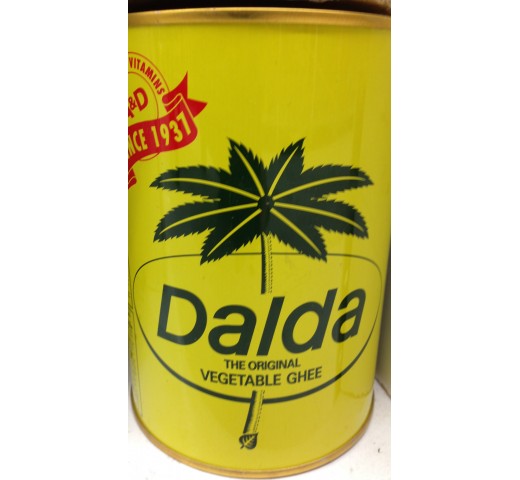 VITAMINS
A&D
SINCE 1937
Dalda
THE ORIGINAL
VEGETABLE GHEE